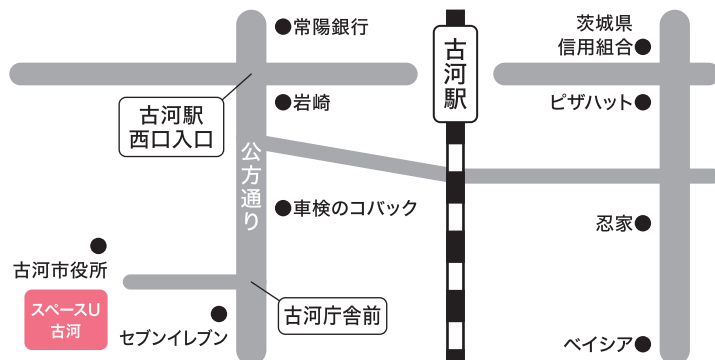 常陽銀行
茨城県
信用組合
古河駅
岩崎
ピザハット
古河駅
西口入口
公方通り
車検のコバック
忍家
古河市役所
スペースU
古河
古河庁舎前
セブンイレブン
ベイシア